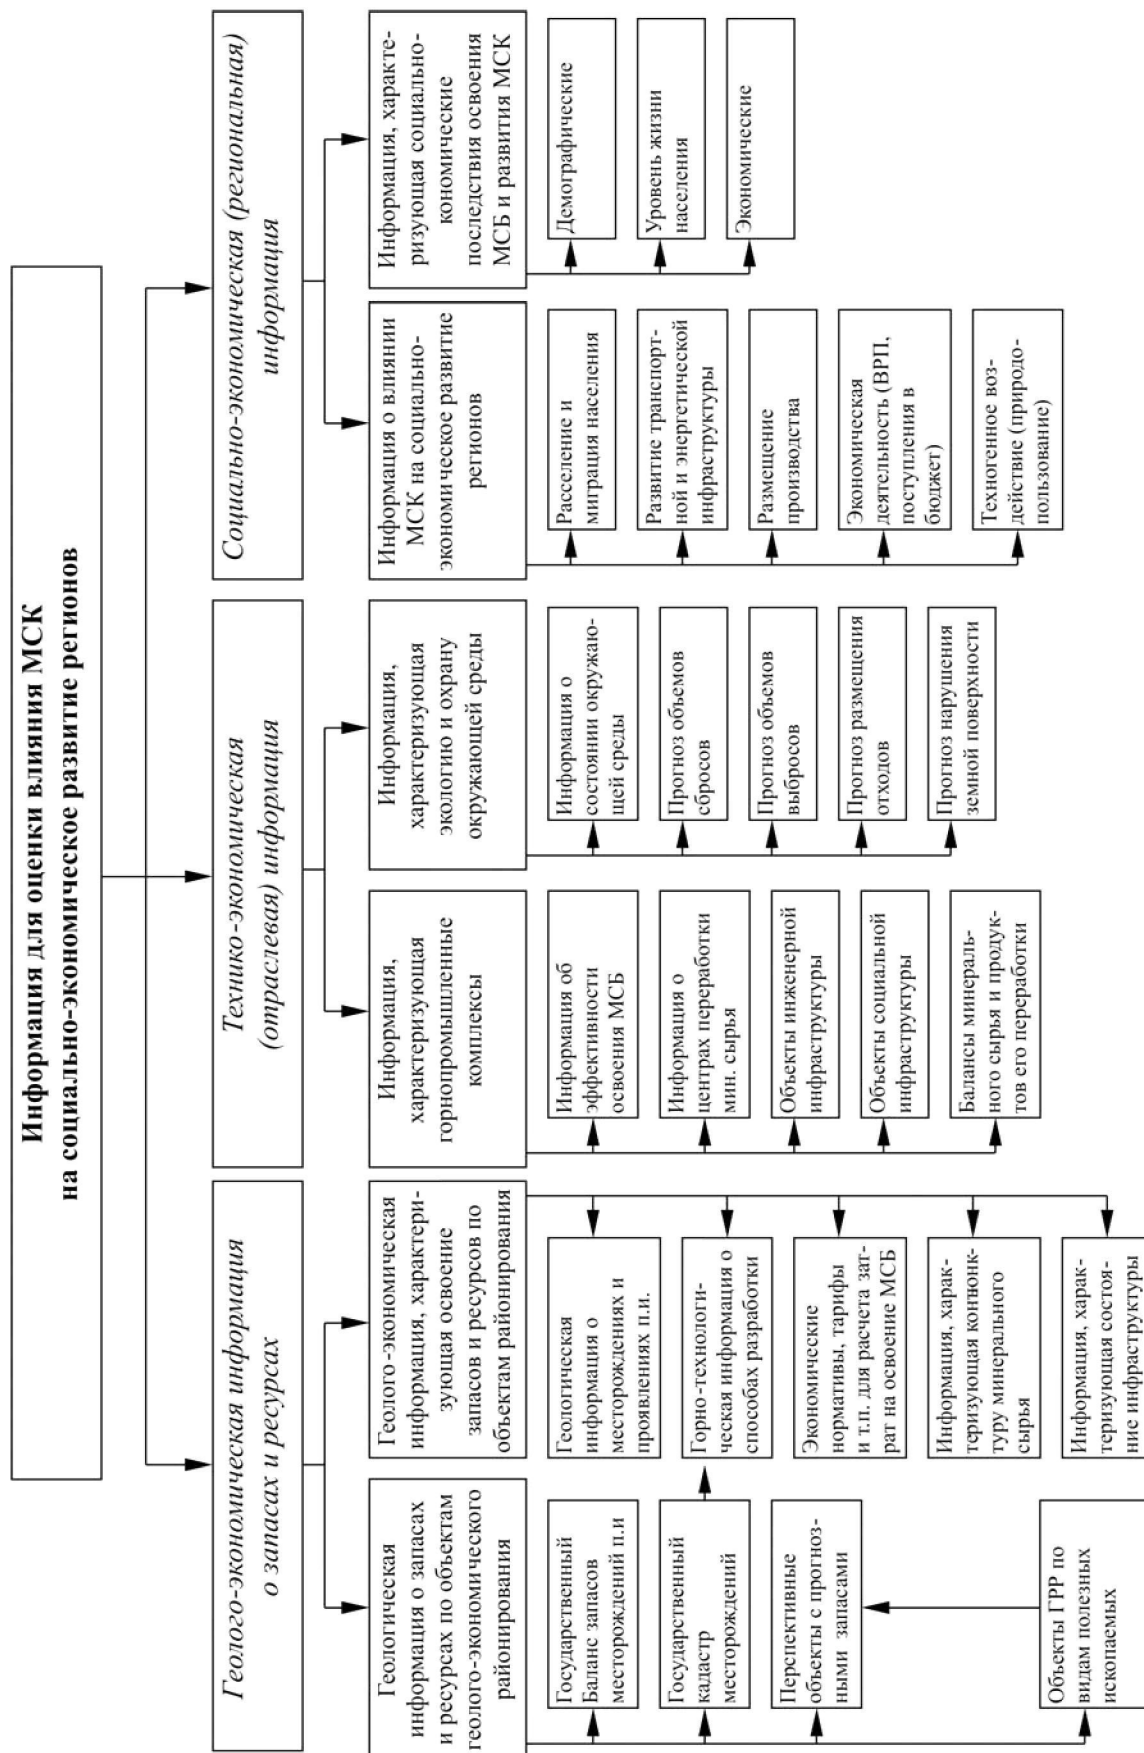 Информация для оценки влияния МСК
на социально-экономическое развитие регионов
Геолого-экономическая информация
о запасах и ресурсах
Технико-экономическая
(отраслевая) информация
Социально-экономическая (региональная)
информация
Геологическая
информация о запасах
и ресурсах по объектам
геолого-экономического
районирования
Геолого-экономическая
информация, характери-
зующая освоение
запасов и ресурсов по
объектам районирования
Информация,
характеризующая
горнопромышленные
комплексы
Информация,
характеризующая
экологию и охрану
окружающей среды
Информация о влиянии
МСК на социально-
экономическое развитие
регионов
Информация, характе-
ризующая социально-
кономические
последствия освоения
МСБ и развития МСК
Государственный
Баланс запасов
месторождений п.и
Государственный
кадастр
месторождений
Перспективные
объекты с прогноз-
ными запасами
Объекты ГРР по
видам полезных
ископаемых
Геологическая
информация о
месторождениях и
проявлениях п.и.
Горно-технологи-
ческая информация о
способах разработки
Экономические
нормативы, тарифы
и т.п. для расчета зат-
рат на освоение МСБ
Информация, харак-
теризующая конъюнк-
туру минерального
сырья
Информация, харак-
теризующая состоя-
ние инфраструктуры
Информация об
эффективности
освоения МСБ
Информация о
центрах переработки
мин. сырья
Объекты инженерной
инфраструктуры
Объекты социальной
инфраструктуры
Балансы минераль-
ного сырья и продук-
тов его переработки
Информация о
состоянии окружаю-
щей среды
Прогноз объемов
сбросов
Прогноз объемов
выбросов
Прогноз размещения
отходов
Прогноз нарушения
земной поверхности
Расселение и
миграция населения
Развитие транспорт-
ной и энергетической
инфраструктуры
Размещение
производства
Экономическая
деятельность (ВРП,
поступления в
бюджет)
Техногенное воз-
действие (природо-
пользование)
Демографические
Уровень жизни
населения
Экономические